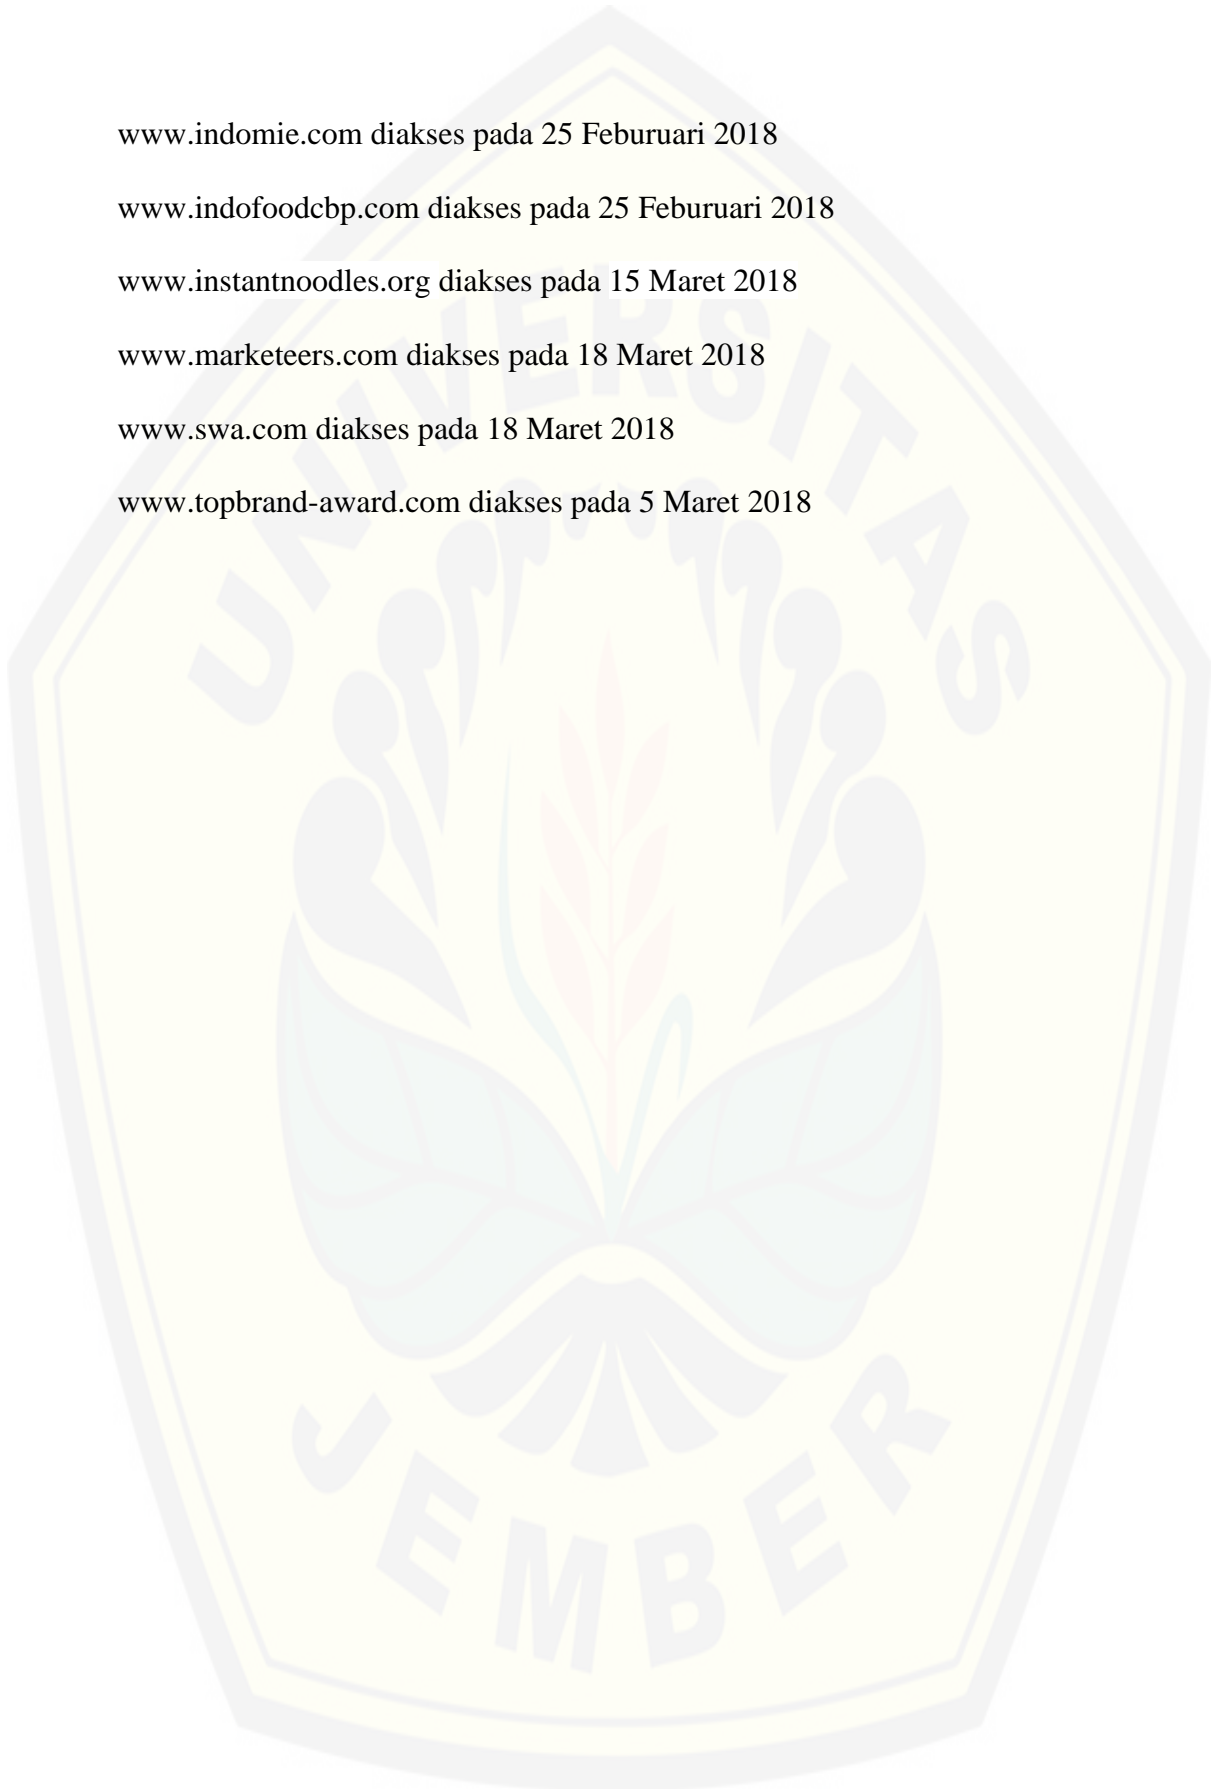 www.indomie.com diakses pada 25 Feburuari 2018
www.indofoodcbp.com diakses pada 25 Feburuari 2018
www.instantnoodles.org diakses pada 15 Maret 2018
www.marketeers.com diakses pada 18 Maret 2018
www.swa.com diakses pada 18 Maret 2018
www.topbrand-award.com diakses pada 5 Maret 2018
UNIVERSITAS
JEMBER